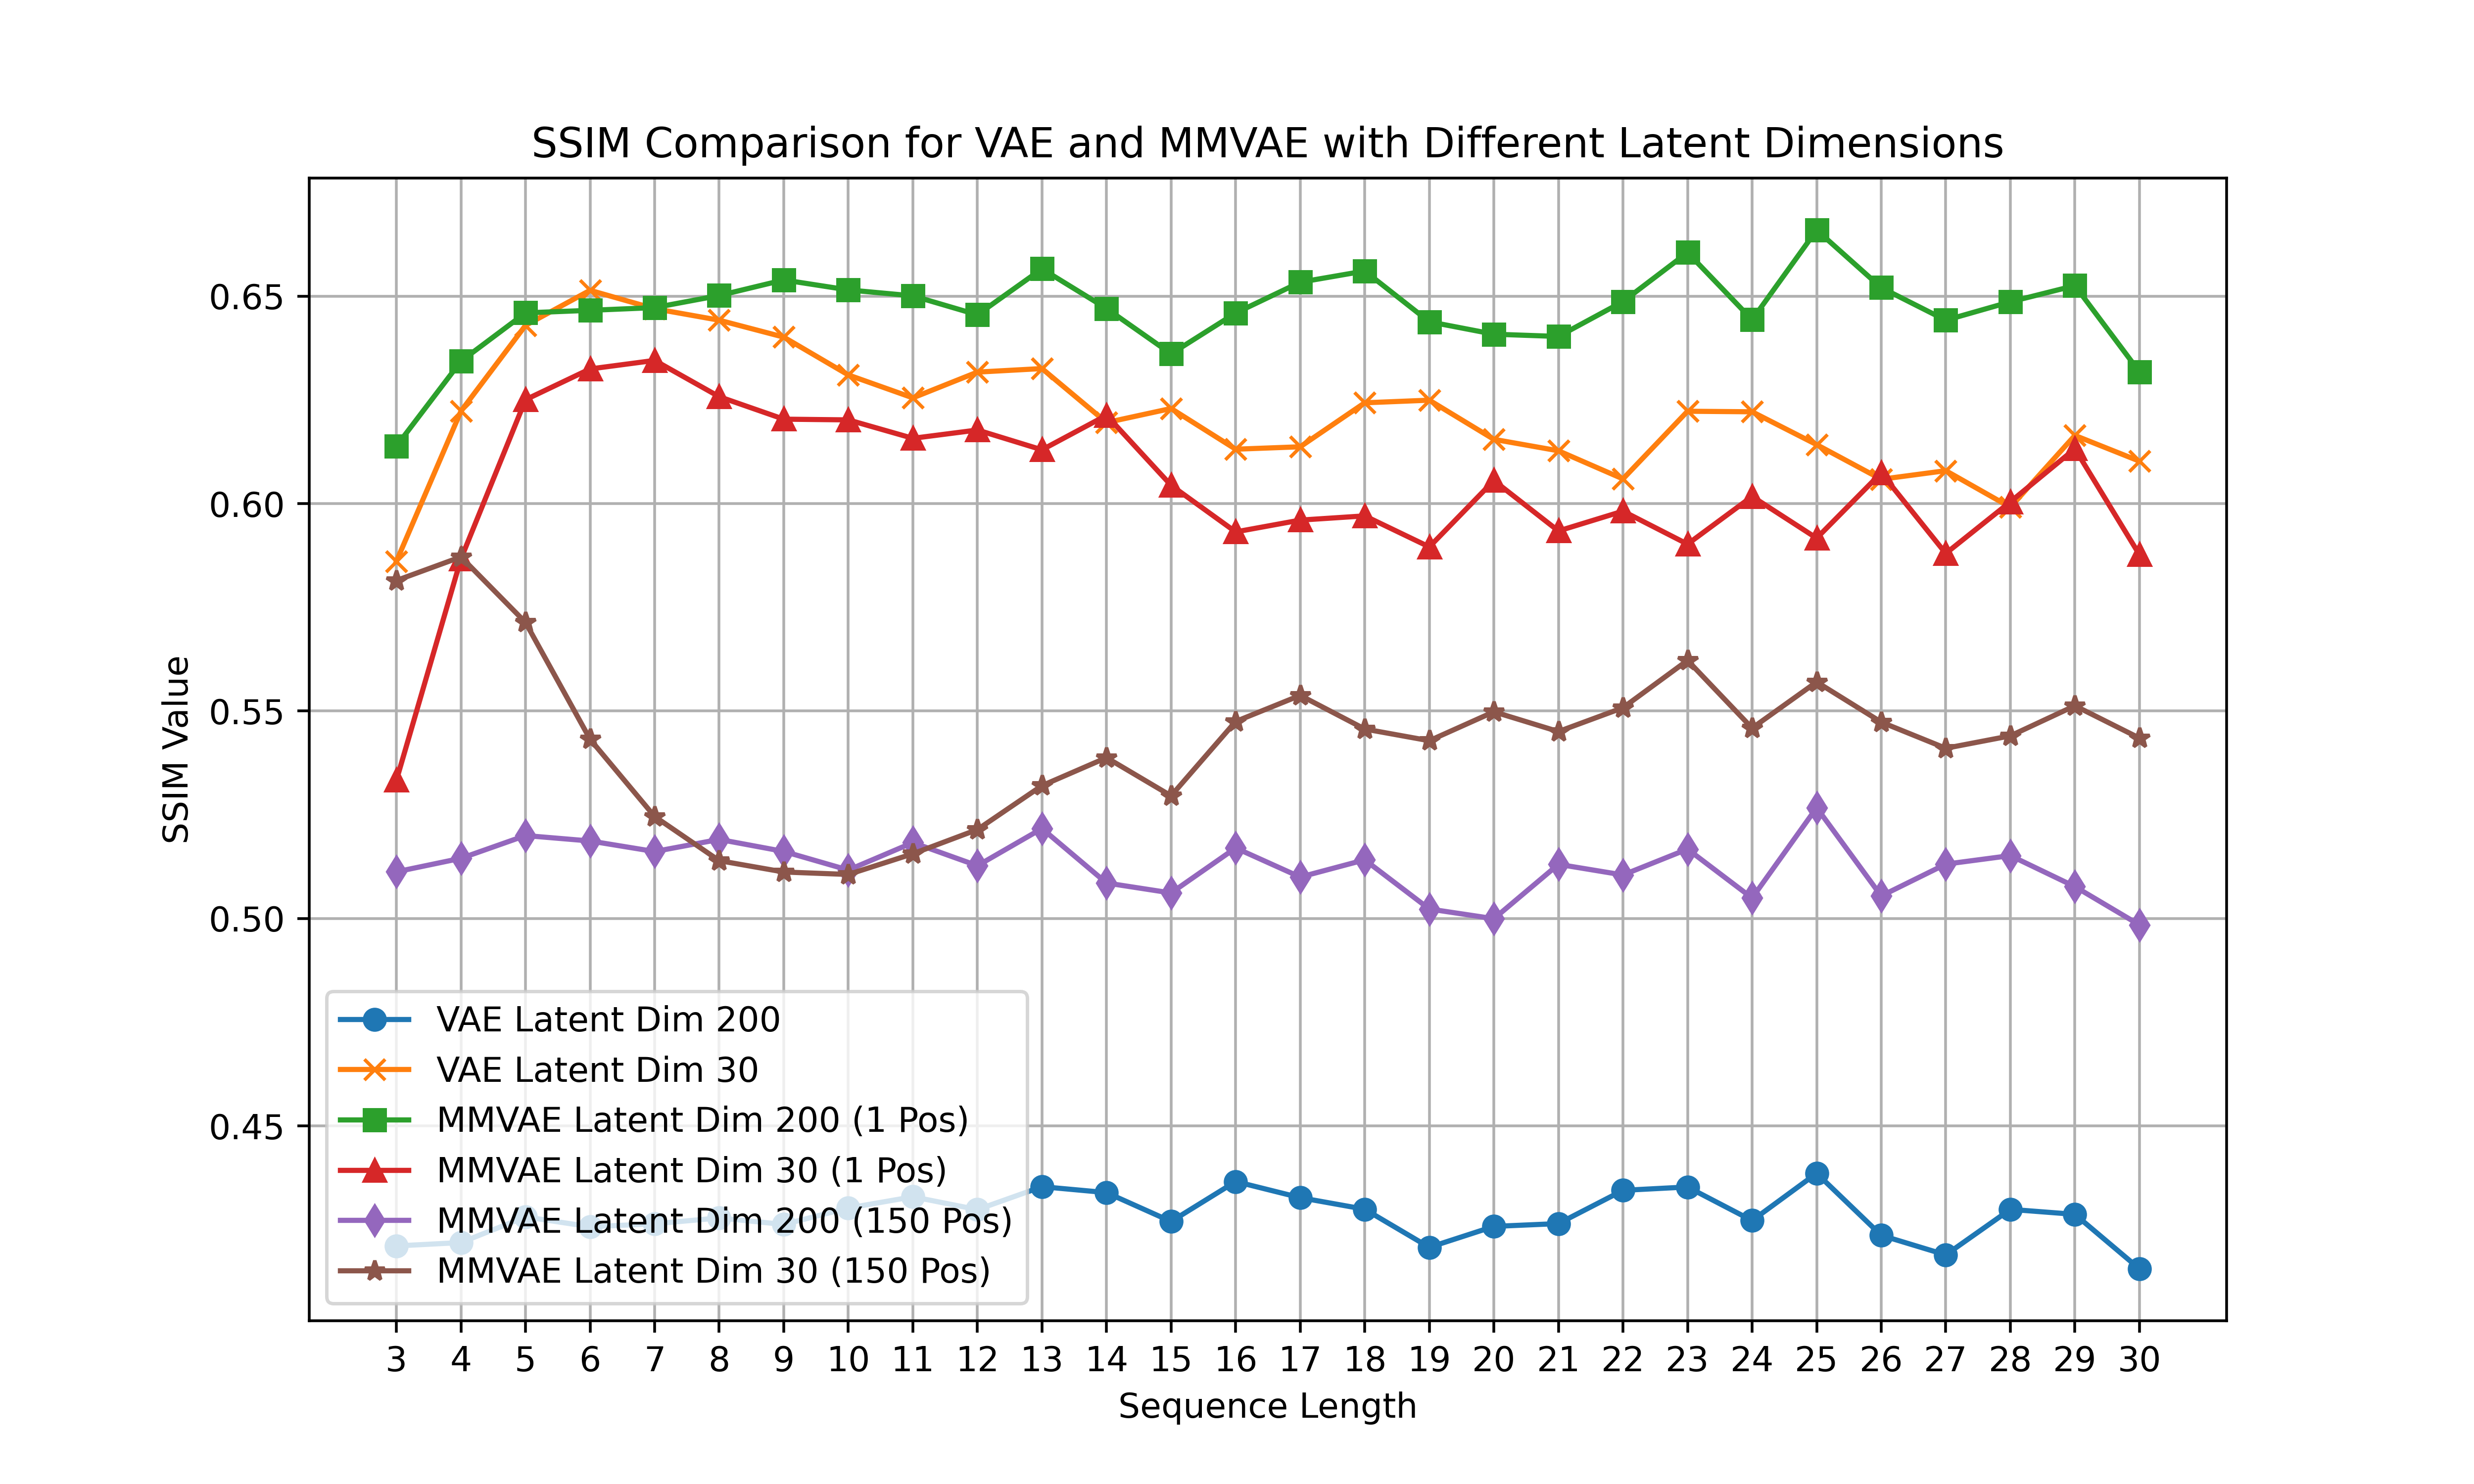 SSIM Comparison for VAE and MMVAE with Different Latent Dimensions
SSIM Value
0.65
0.60
0.55
0.50
0.45
VAE Latent Dim 200
VAE Latent Dim 30
MMVAE Latent Dim 200 (1 Pos)
MMVAE Latent Dim 30 (1 Pos)
MMVAE Latent Dim 200 (150 Pos)
MMVAE Latent Dim 30 (150 Pos)
3 4 5 6 7 8 9 10 11 12 13 14 15 16 17 18 19 20 21 22 23 24 25 26 27 28 29 30
Sequence Length